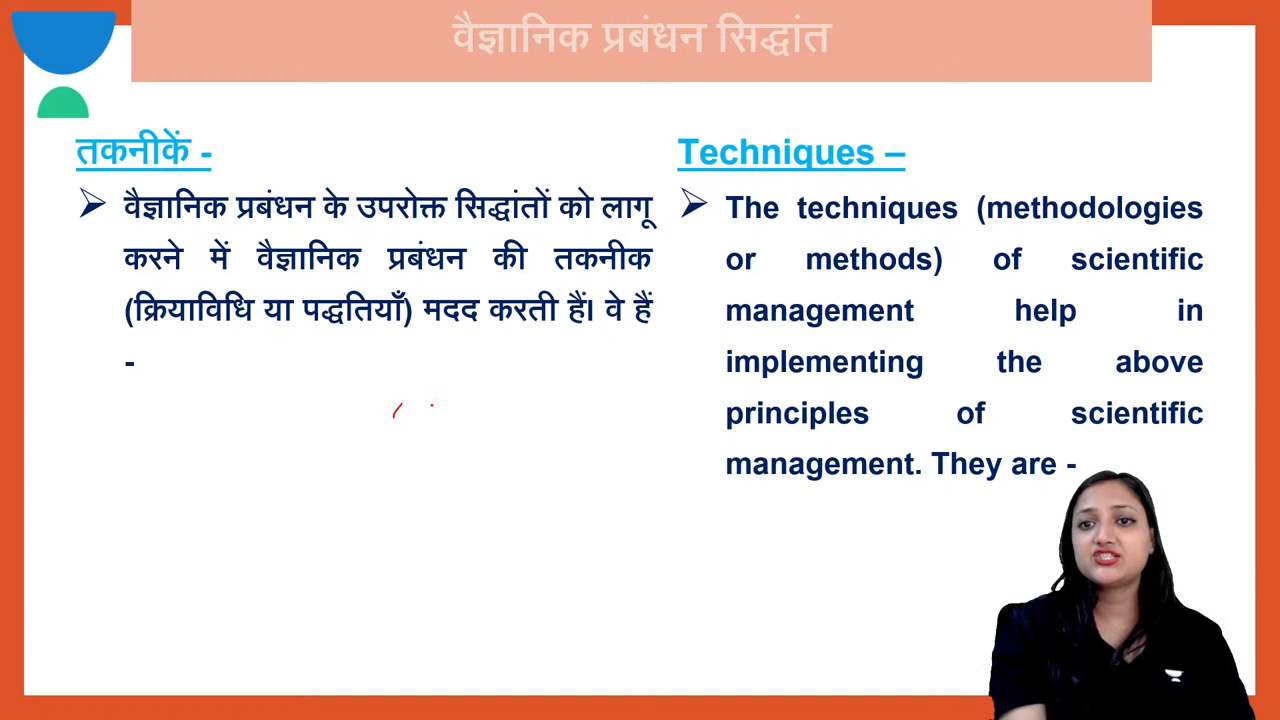 वैज्ञानिक प्रबंधन सिद्धांत
तकनीकें -
➢ वैज्ञानिक प्रबंधन के उपरोक्त सिद्धांतों को लागू
करने में वैज्ञानिक प्रबंधन की तकनीक
(क्रियाविधि या पद्धतियाँ) मदद करती हैं। वे हैं
-
Techniques –
➢ The techniques (methodologies
or methods) of scientific
management help in
implementing the above
principles of scientific
management. They are -